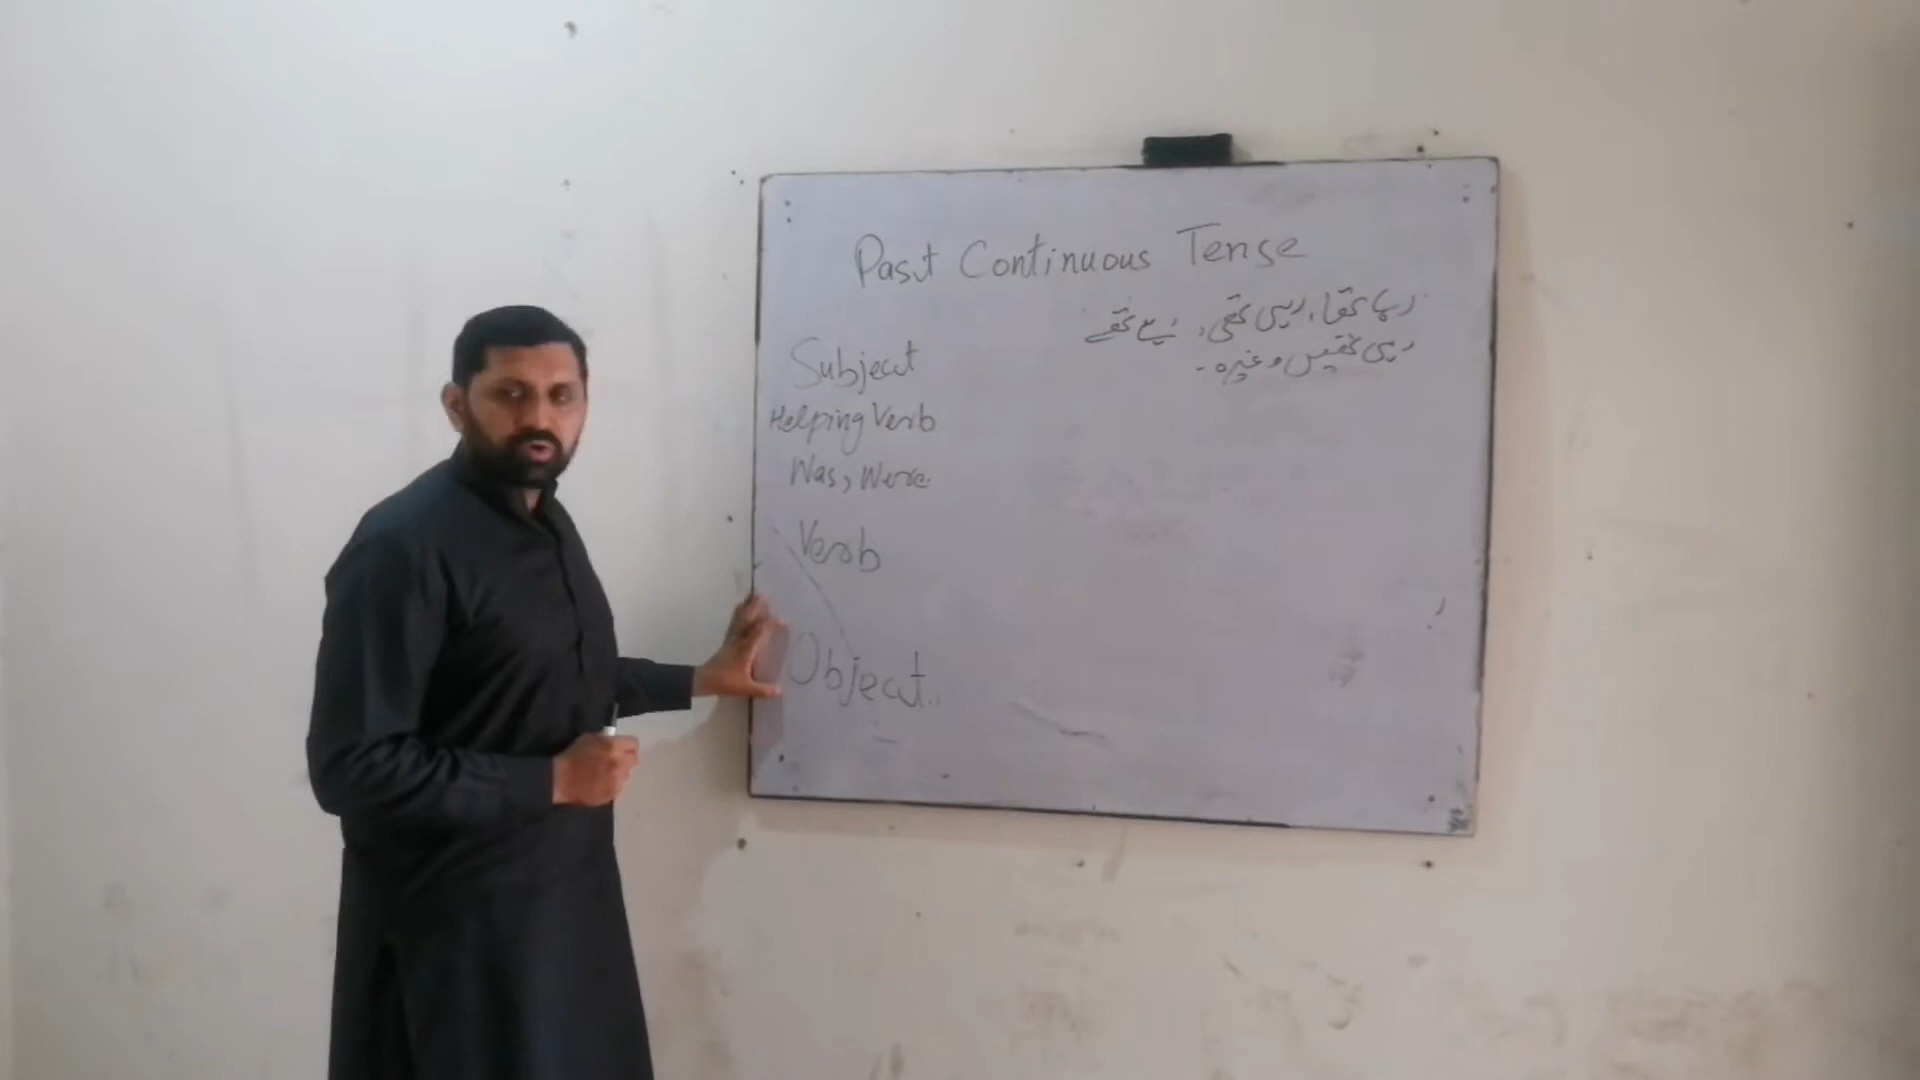 Past Continuous Tense
رہا تھا، رہی تھی، رہے تھے
رہی تھیں وغیرہ۔
Subject
Helping Verb
Was, Were
Verb
Object..